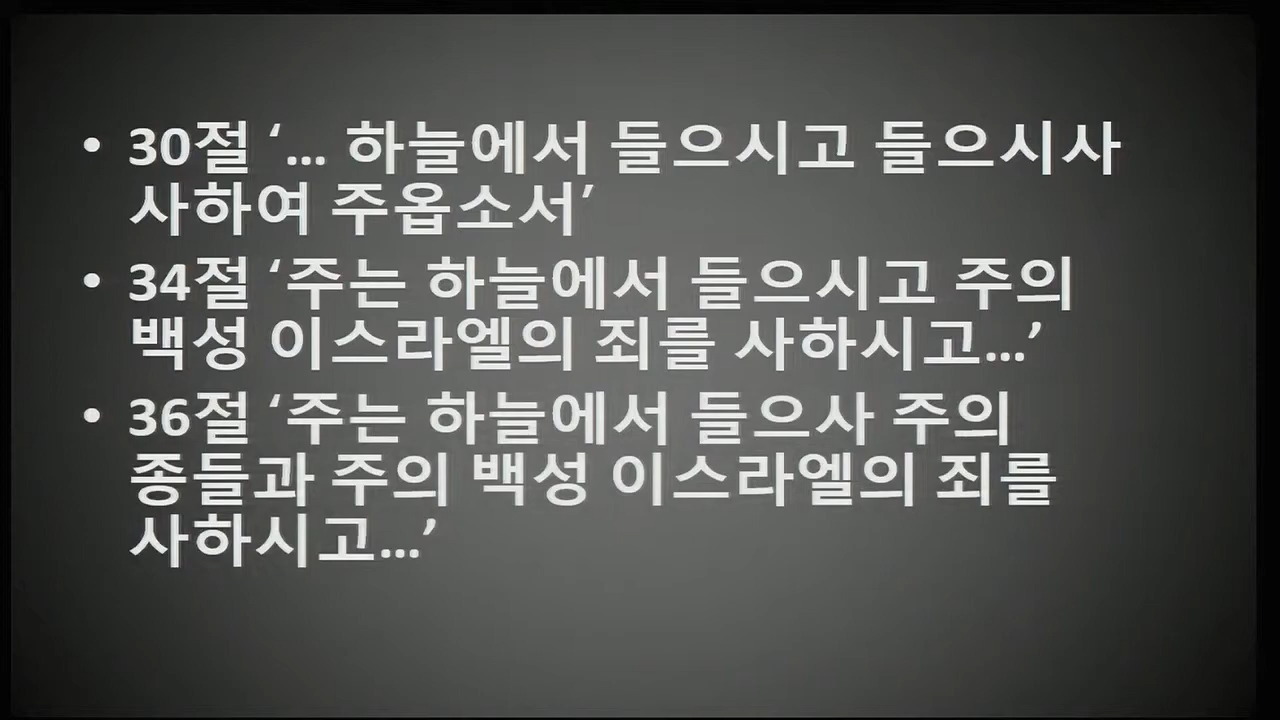 • 30절 ‘... 하늘에서 들으시고 들으시사
사하여 주옵소서’
• 34절 ‘주는 하늘에서 들으시고 주의
백성 이스라엘의 죄를 사하시고...’
• 36절 ‘주는 하늘에서 들으사 주의
종들과 주의 백성 이스라엘의 죄를
사하시고...’